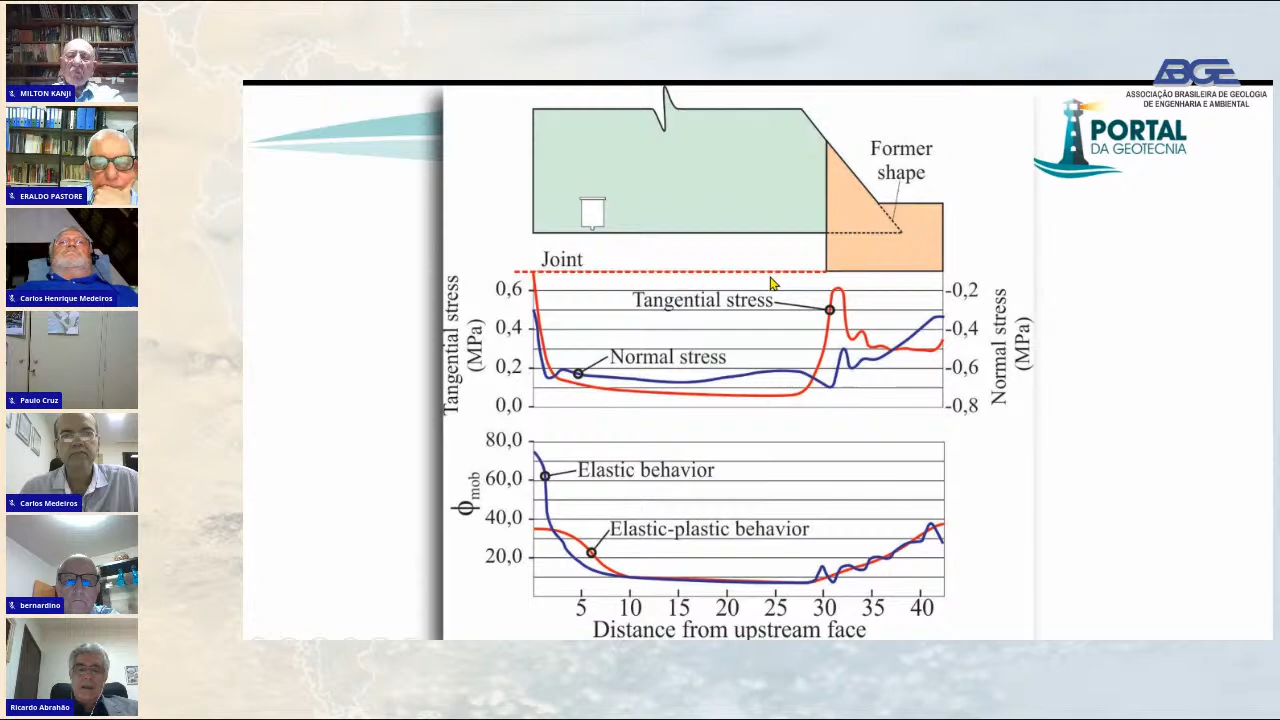 MILTON KANJI
ERALDO PASTORE
Carlos Henrique Medeiros
Paulo Cruz
Carlos Medeiros
bernardino
Ricardo Abrahão
ABGE
ASSOCIAÇÃO BRASILEIRA DE GEOLOGIA
DE ENGENHARIA E AMBIENTAL
PORTAL
DA GEOTECNIA
Former
shape
Joint
Tangential stress
(MPa)
0,6
0,4
0,2
0,0
Tangential stress
Normal stress
-0,2
-0,4
-0,6
-0,8
Normal stress
(MPa)
ϕmob
80,0
60,0
40,0
20,0
Elastic behavior
Elastic-plastic behavior
5 10 15 20 25 30 35 40
Distance from upstream face